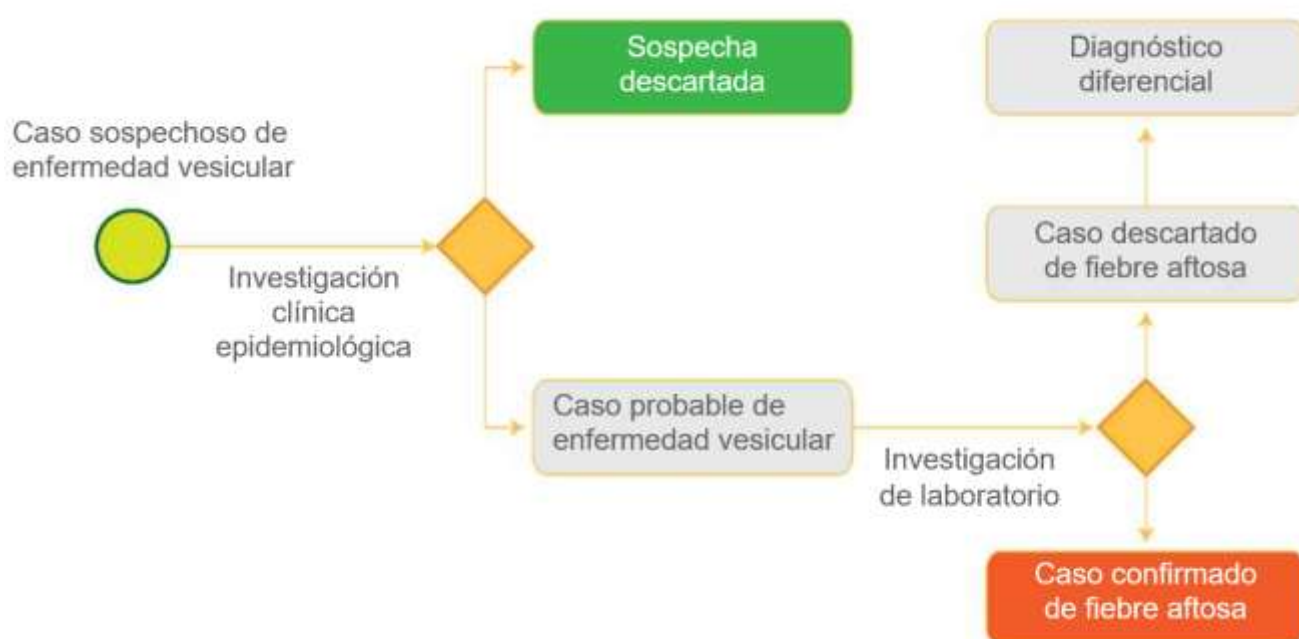 Caso sospechoso de
enfermedad vesicular
Investigación
clínica
epidemiológica
Sospecha
descartada
Caso probable de
enfermedad vesicular
Investigación
de laboratorio
Diagnóstico
diferencial
Caso descartado
de fiebre aftosa
Caso confirmado
de fiebre aftosa